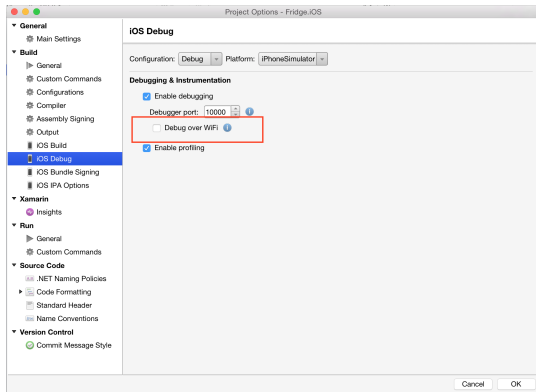 Project Options - Fridge.iOS
General
Main Settings
Build
General
Custom Commands
Configurations
Compiler
Assembly Signing
Output
iOS Build
iOS Debug
iOS Bundle Signing
iOS IPA Options
Xamarin
Insights
Run
General
Custom Commands
Source Code
.NET Naming Policies
Code Formatting
Standard Header
Name Conventions
Version Control
Commit Message Style
iOS Debug
Configuration: Debug Platform: iPhoneSimulator
Debugging & Instrumentation
Enable debugging
Debugger port: 10000
Debug over WiFi
Enable profiling
Cancel OK